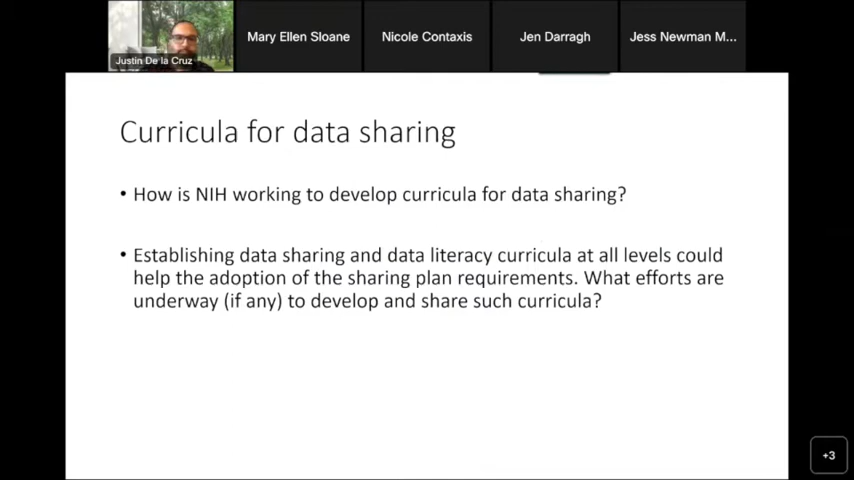 Justin De la Cruz
Mary Ellen Sloane
Nicole Contaxis
Jen Darragh
Jess Newman M...
Curricula for data sharing
• How is NIH working to develop curricula for data sharing?
• Establishing data sharing and data literacy curricula at all levels could
help the adoption of the sharing plan requirements. What efforts are
underway (if any) to develop and share such curricula?
+3